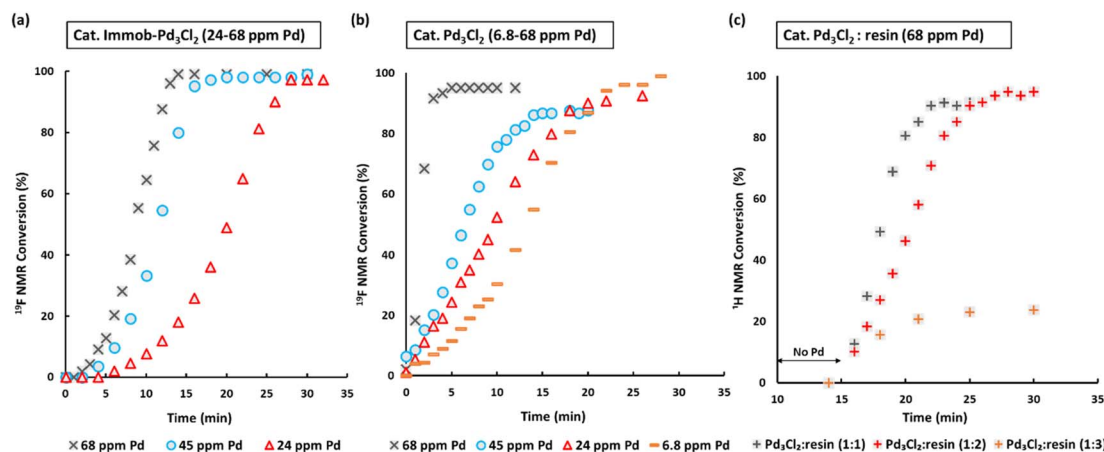 (a)
Cat. Immob-Pd₃Cl₂ (24-68 ppm Pd)
100
80
60
40
20
0
¹⁹F NMR Conversion (%)
0 5 10 15 20 25 30 35
Time (min)
68 ppm Pd 45 ppm Pd 24 ppm Pd
(b)
Cat. Pd₃Cl₂ (6.8-68 ppm Pd)
100
80
60
40
20
0
¹⁹F NMR Conversion (%)
0 5 10 15 20 25 30
Time (min)
68 ppm Pd 45 ppm Pd 24 ppm Pd 6.8 ppm Pd
(c)
Cat. Pd₃Cl₂ : resin (68 ppm Pd)
100
80
60
40
20
0
¹H NMR Conversion (%)
No Pd
10 15 20 25 30 35
Time (min)
Pd₃Cl₂:resin (1:1) Pd₃Cl₂:resin (1:2) Pd₃Cl₂:resin (1:3)